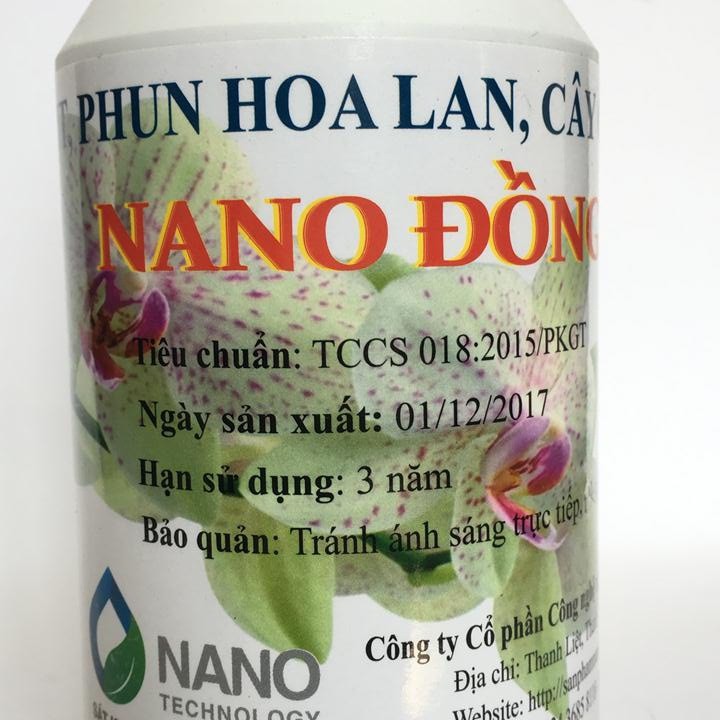 PHUN HOA LAN, CÂY
NANO ĐỒNG
Tiêu chuẩn: TCCS 018:2015/PKGT
Ngày sản xuất: 01/12/2017
Hạn sử dụng: 3 năm
Bảo quản: Tránh ánh sáng trực tiếp,
NANO
TECHNOLOGY
Công ty Cổ phần Công
Địa chỉ: Thanh Liệt,
Website: